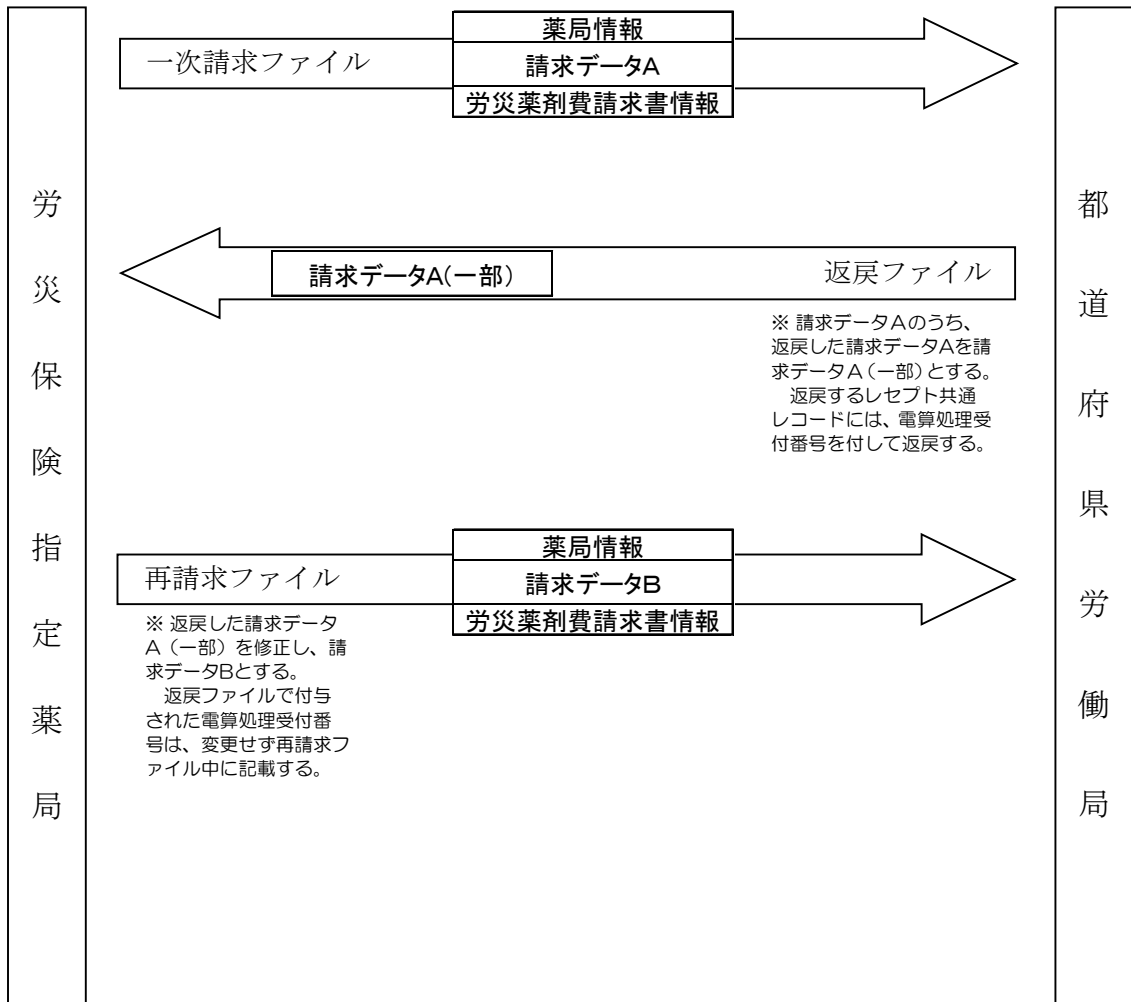 労災保険指定薬局
一次請求ファイル
薬局情報
請求データA
労災薬剤費請求書情報
都道府県労働局
請求データA(一部)
返戻ファイル
※ 請求データAのうち、
返戻した請求データAを請
求データA(一部)とする。
　返戻するレセプト共通
レコードには、電算処理受
付番号を付して返戻する。
再請求ファイル
薬局情報
請求データB
労災薬剤費請求書情報
※ 返戻した請求データ
A(一部)を修正し、請
求データBとする。
　返戻ファイルで付与
された電算処理受付番
号は、変更せず再請求フ
ァイル中に記載する。